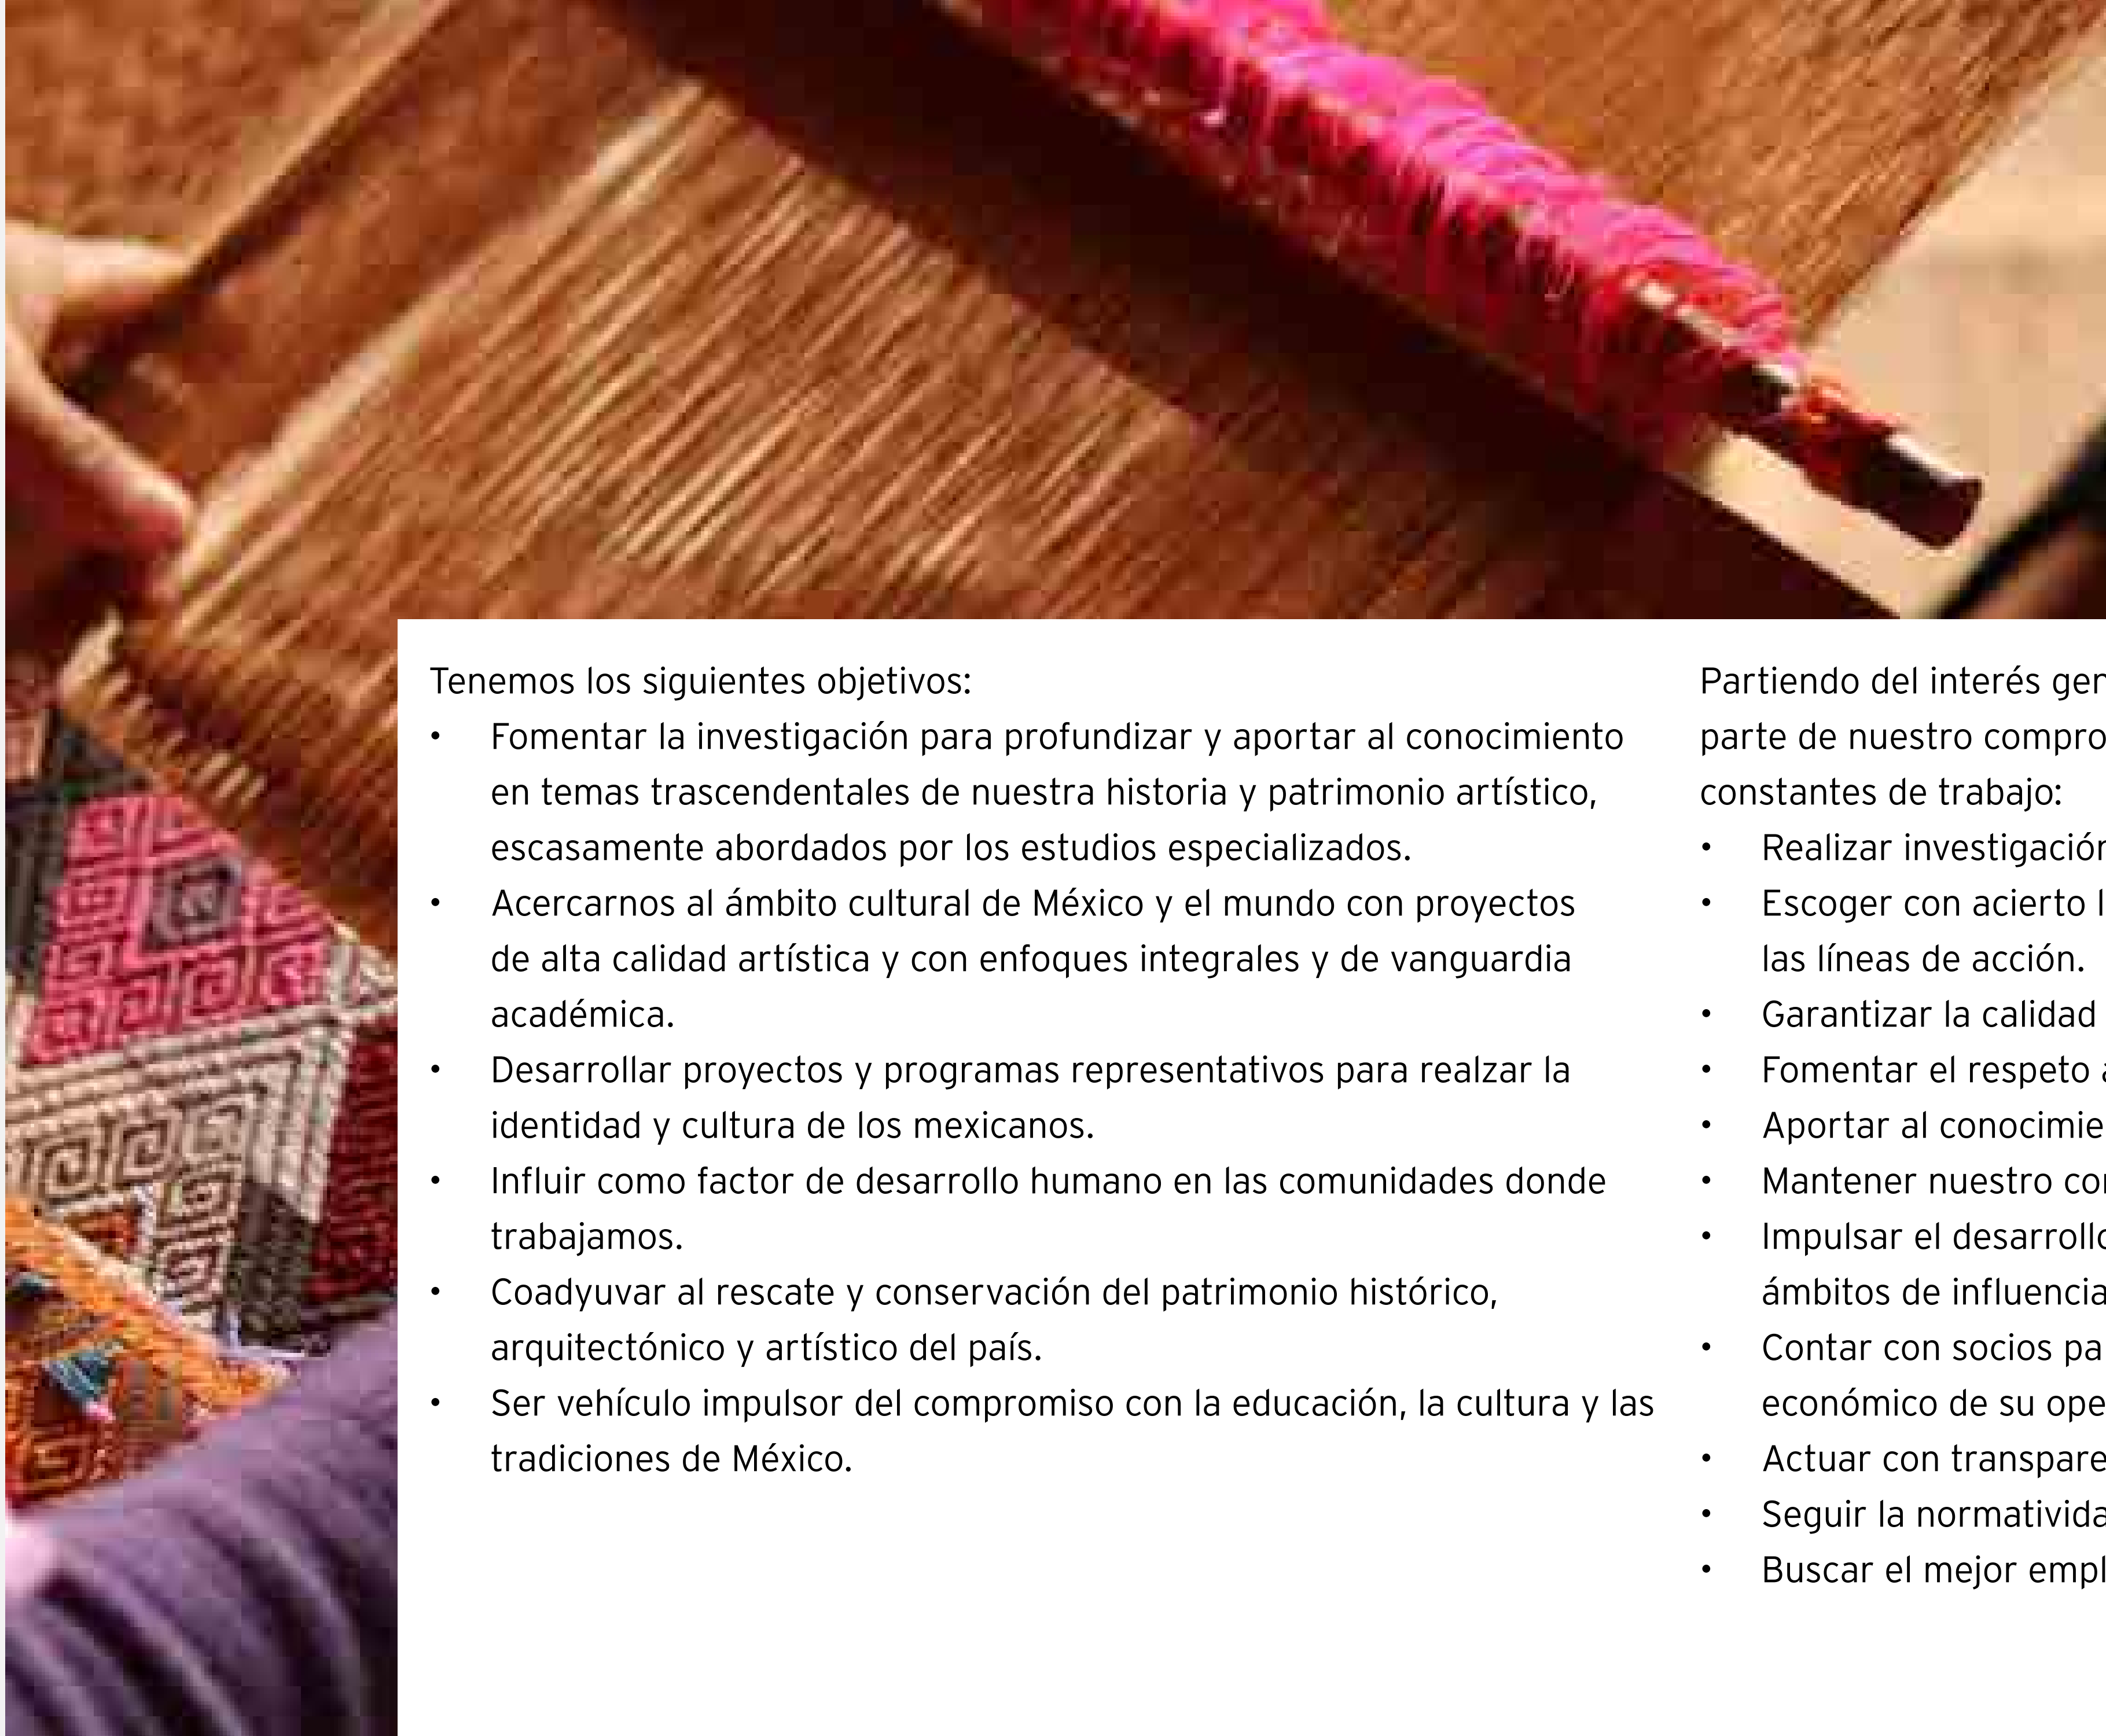 Tenemos los siguientes objetivos:
• Fomentar la investigación para profundizar y aportar al conocimiento
en temas trascendentales de nuestra historia y patrimonio artístico,
escasamente abordados por los estudios especializados.
• Acercarnos al ámbito cultural de México y el mundo con proyectos
de alta calidad artística y con enfoques integrales y de vanguardia
académica.
• Desarrollar proyectos y programas representativos para realzar la
identidad y cultura de los mexicanos.
• Influir como factor de desarrollo humano en las comunidades donde
trabajamos.
• Coadyuvar al rescate y conservación del patrimonio histórico,
arquitectónico y artístico del país.
• Ser vehículo impulsor del compromiso con la educación, la cultura y las
tradiciones de México.
Partiendo del interés
parte de nuestro
constantes de trabajo:
• Realizar
• Escoger con acierto
las líneas de acción.
• Garantizar la calidad
• Fomentar el respeto
• Aportar al
• Mantener nuestro
• Impulsar el
ámbitos de influencia
• Contar con socios
económico de su
• Actuar con
• Seguir la
• Buscar el mejor